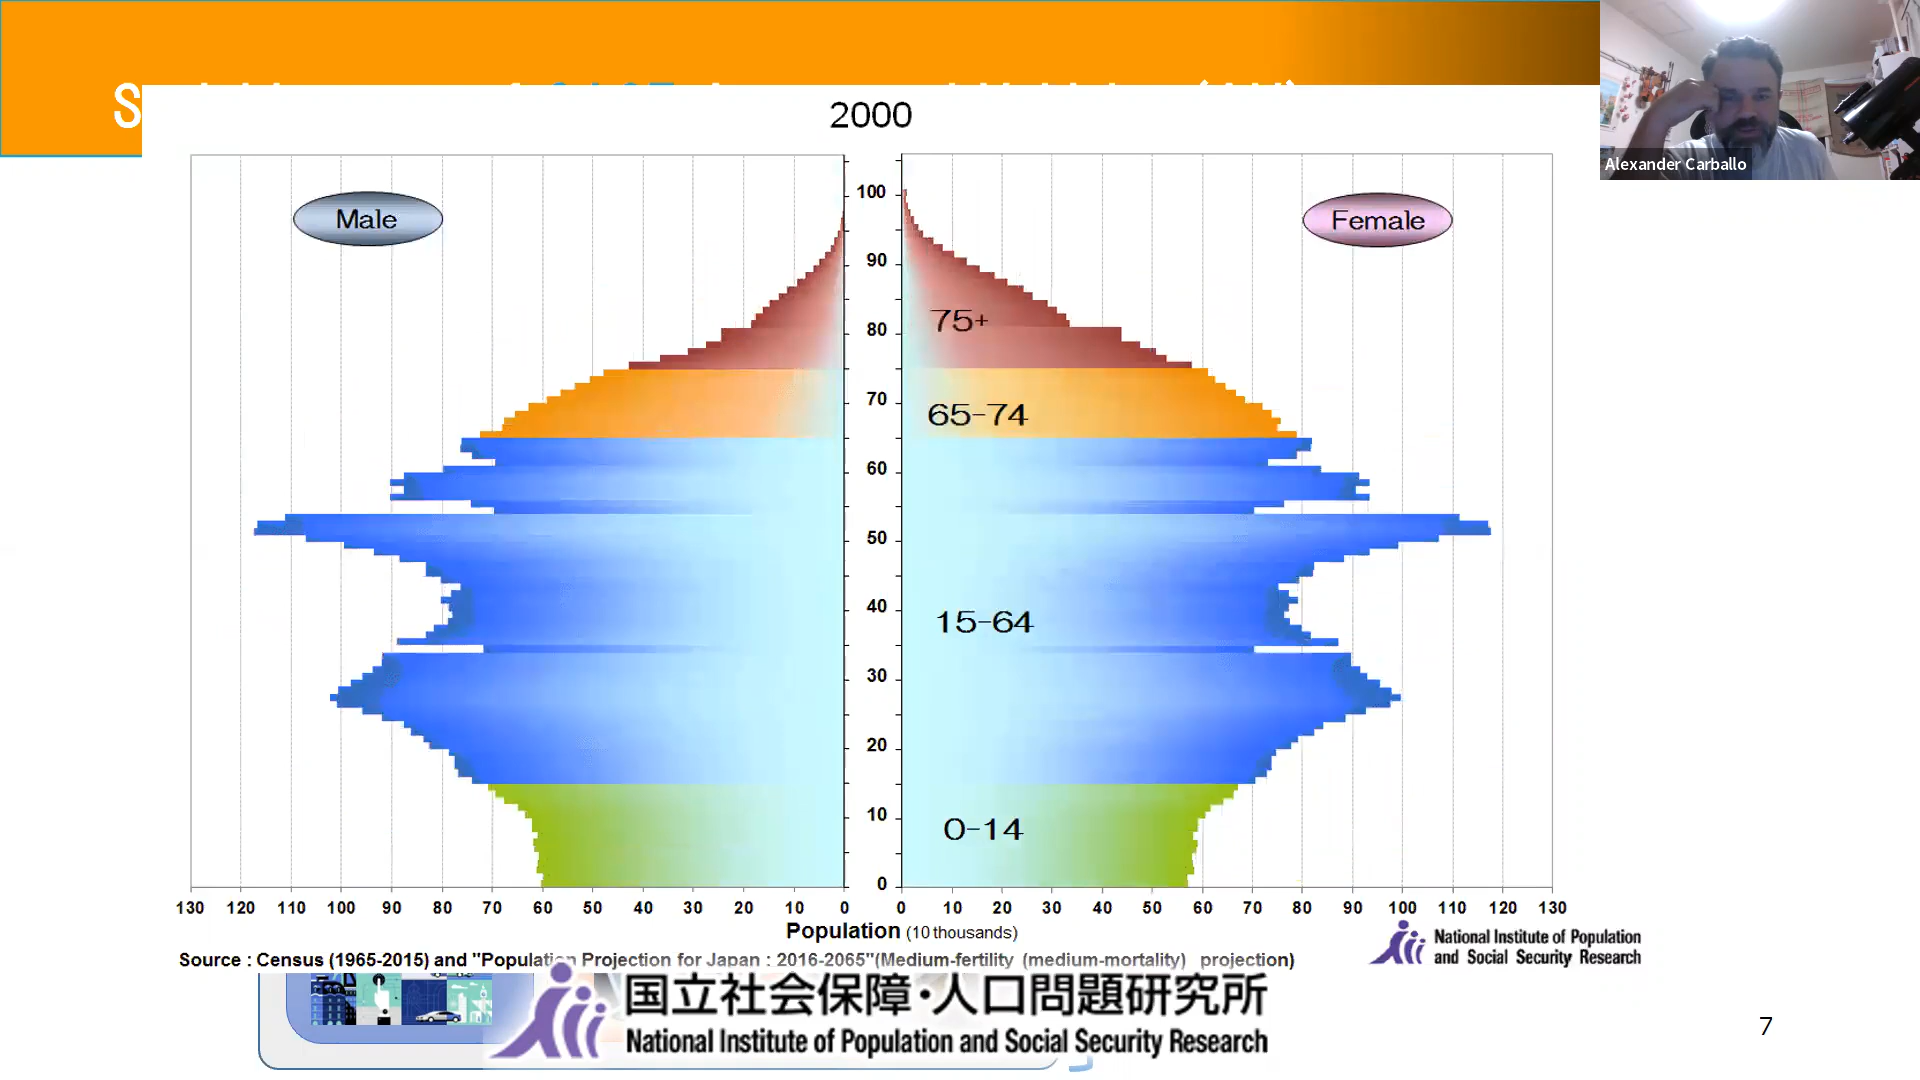 S
2000
Male
Female
Alexander Carballo
100
90
80
70
60
50
40
30
20
10
0
75+
65-74
15-64
0-14
130 120 110 100 90 80 70 60 50 40 30 20 10 0
0 10 20 30 40 50 60 70 80 90 100 110 120 130
Population (10 thousands)
Source : Census (1965-2015) and "Population Projection for Japan : 2016-2065"(Medium-fertility (medium-mortality) projection)
National Institute of Population
and Social Security Research
国立社会保障・人口問題研究所
National Institute of Population and Social Security Research
7